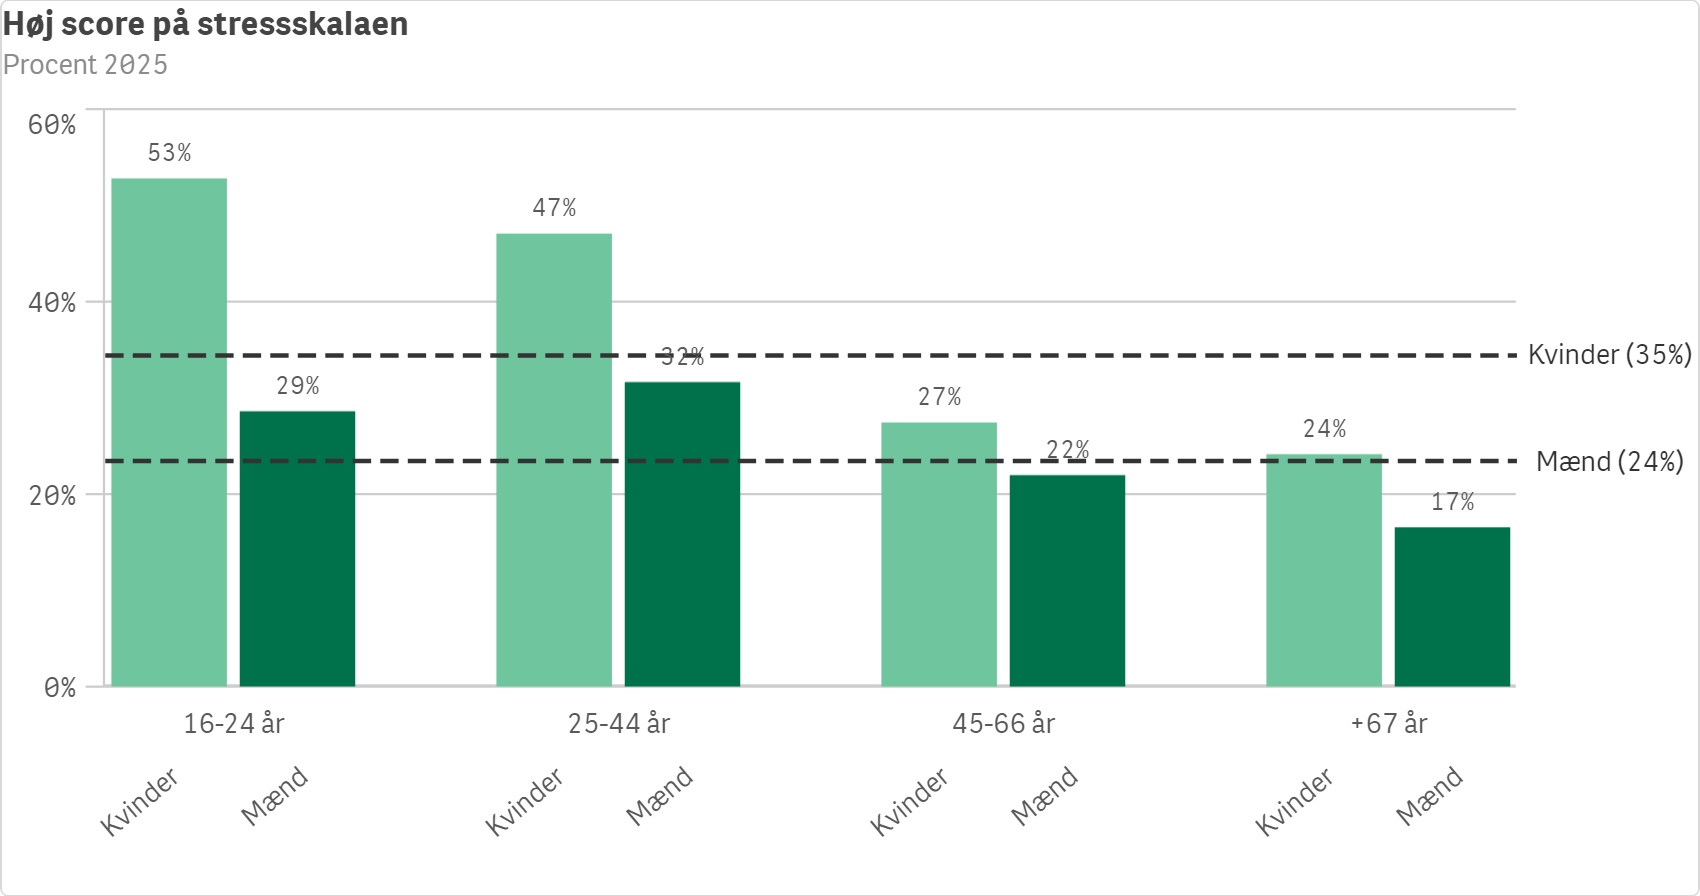 Høj score på stressskalaen
Procent 2025
60%
40%
20%
0%
53%
29%
47%
32%
27%
22%
24%
17%
Kvinder (35%)
Mænd (24%)
16-24 år
25-44 år
45-66 år
+67 år
Kvinder
Mænd
Kvinder
Mænd
Kvinder
Mænd
Kvinder
Mænd